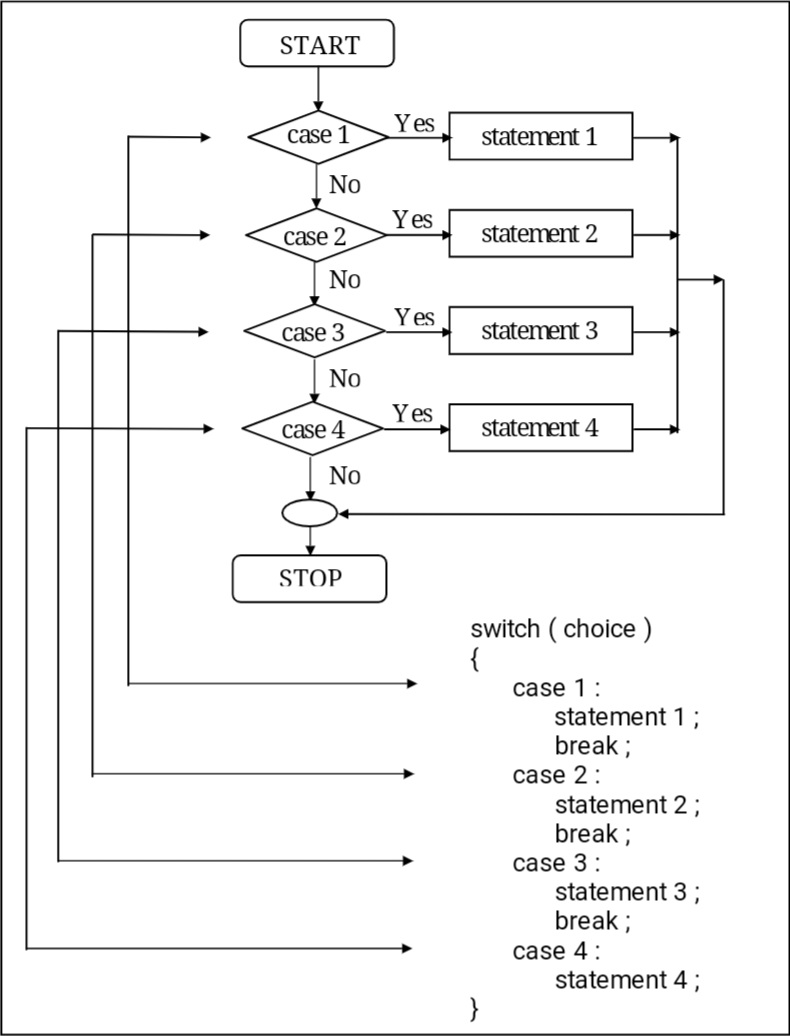 START
case 1
Yes
statement 1
No
case 2
Yes
statement 2
No
case 3
Yes
statement 3
No
case 4
Yes
statement 4
No
STOP
switch ( choice )
{
case 1 :
statement 1 ;
break ;
case 2 :
statement 2 ;
break ;
case 3 :
statement 3 ;
break ;
case 4 :
statement 4 ;
}